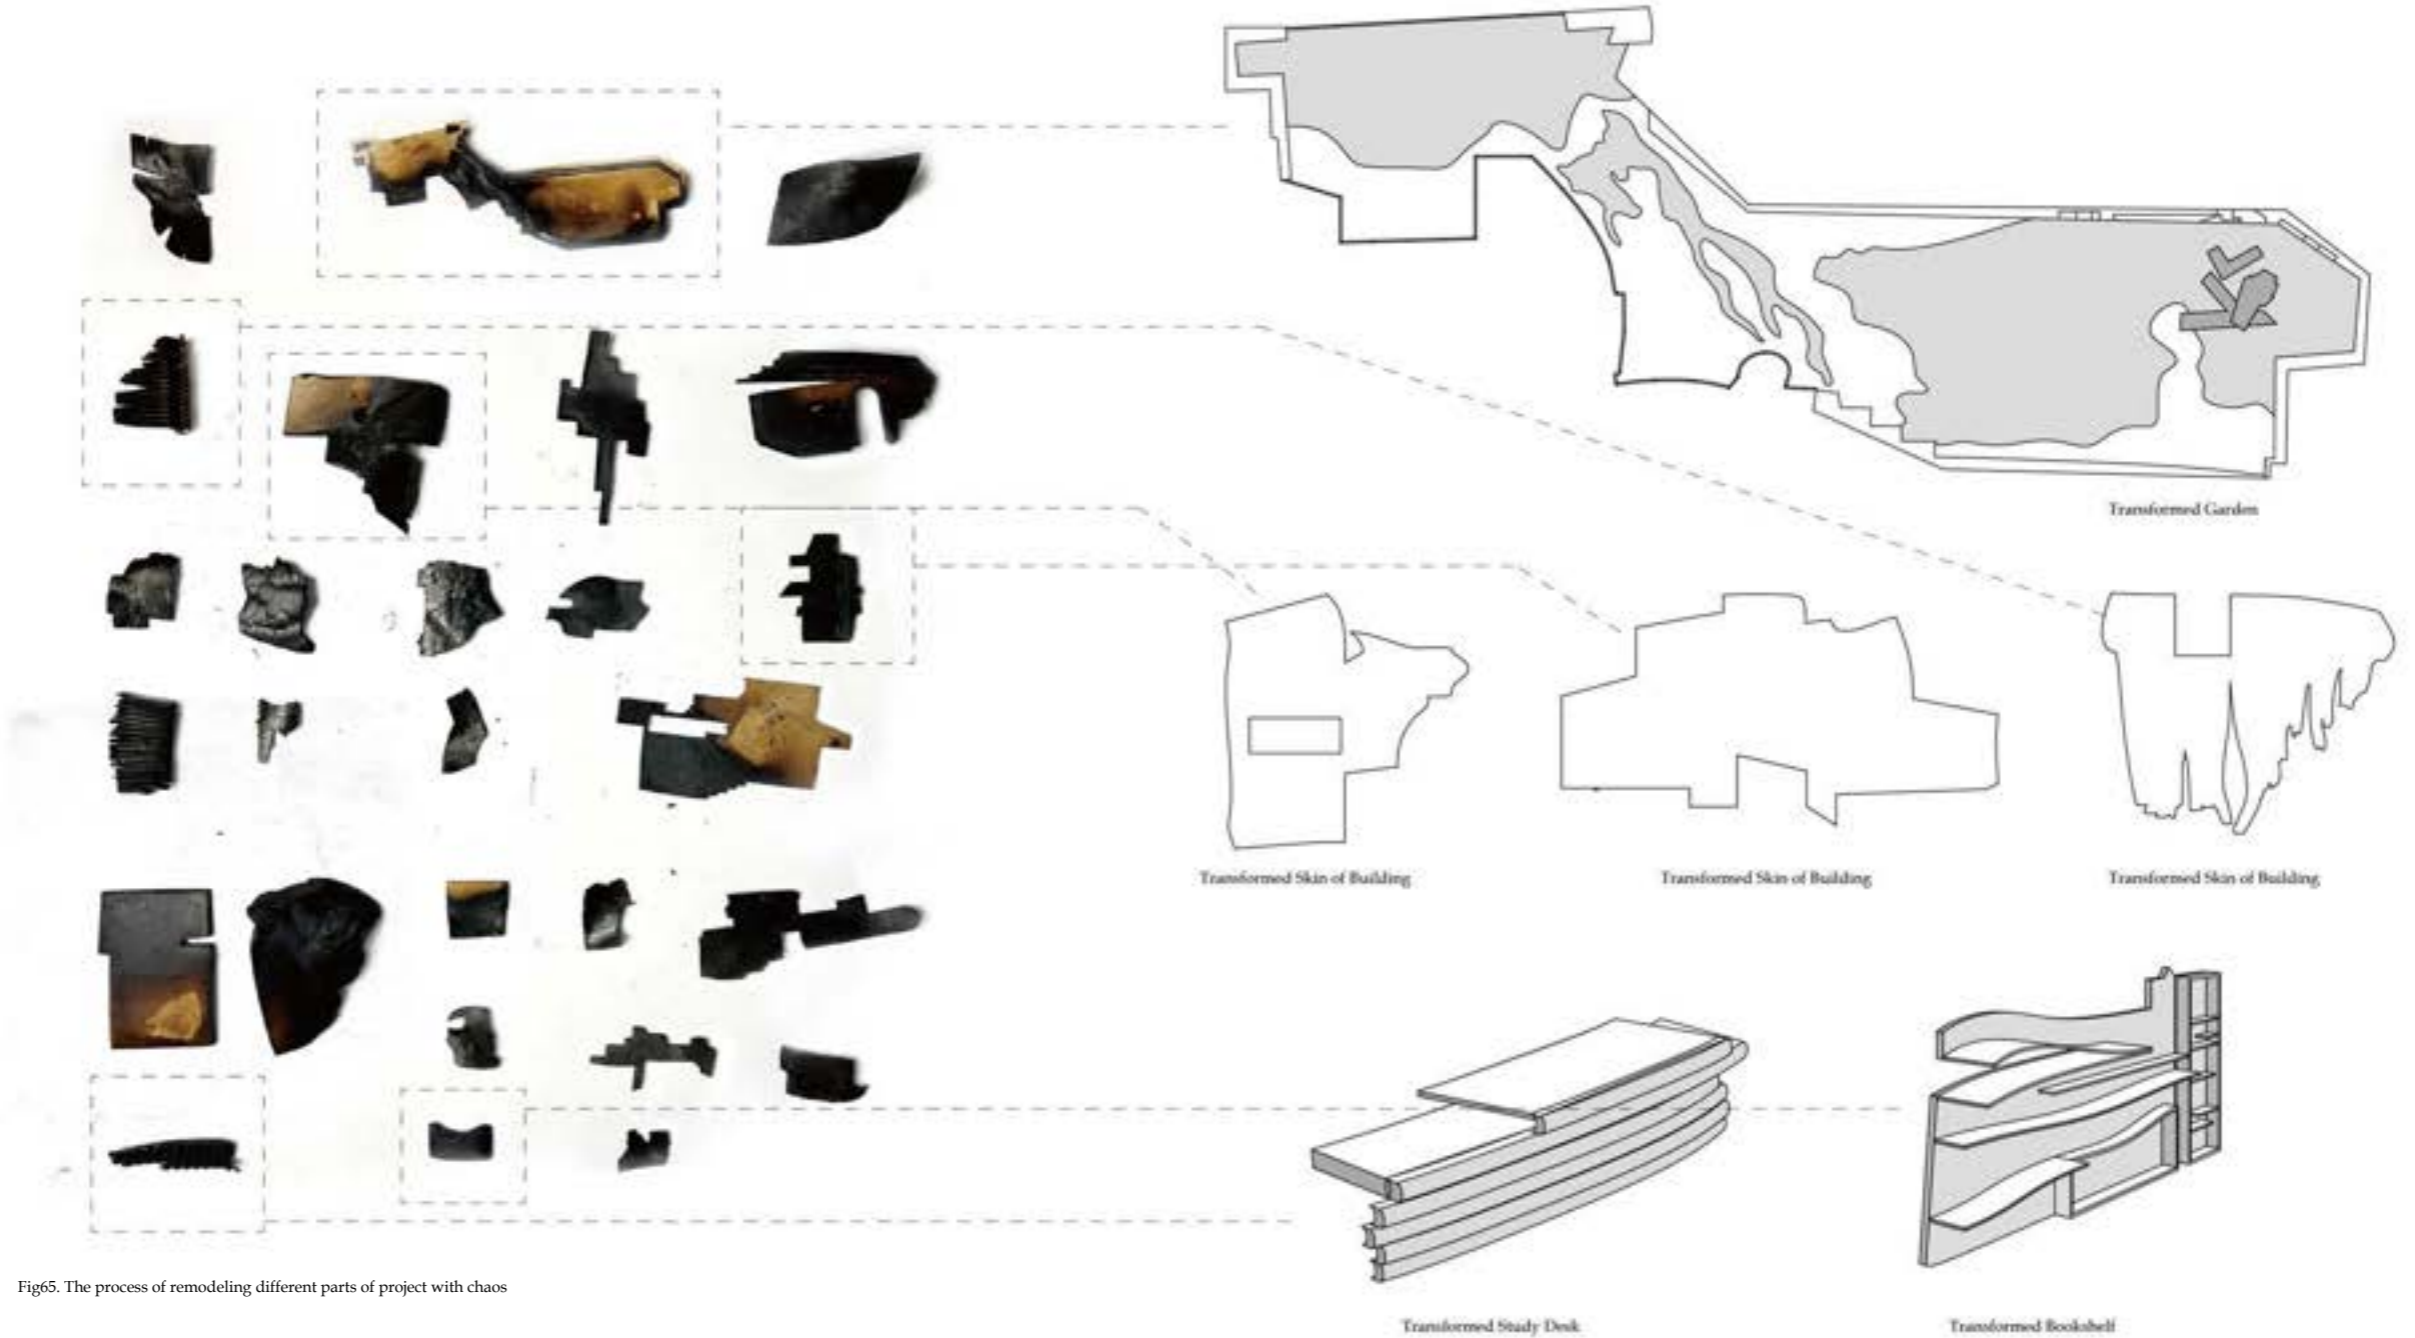 Transformed Garden
Transformed Skin of Building
Transformed Skin of Building
Transformed Skin of Building
Fig65. The process of remodeling different parts of project with chaos
Transformed Study Desk
Transformed Bookshelf